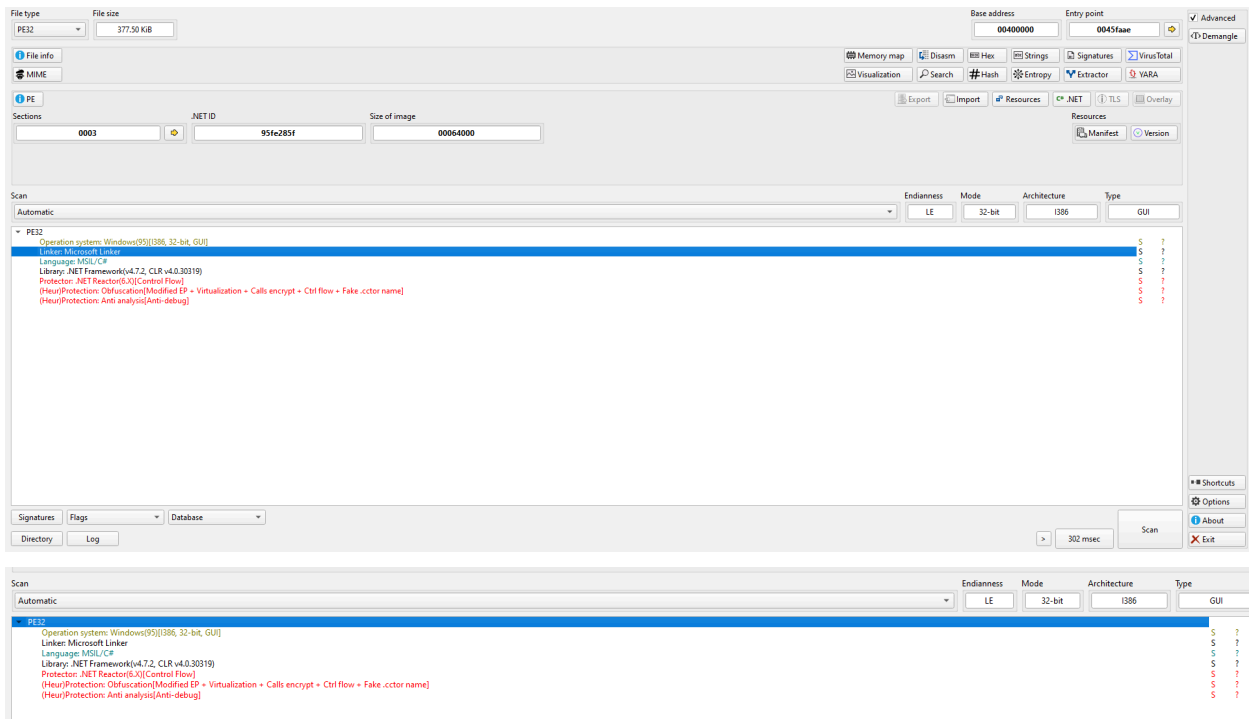 File type File size Base address Entry point
PE32 377.50 KiB 00400000 0045faae
Advanced
Demangle
File info Memory map Disasm Hex Strings Signatures VirusTotal
MIME Visualization Search Hash Entropy Extractor YARA
PE Export Import Resources .NET TLS Overlay
Sections .NET ID Size of image Resources
0003 95fe285f 00064000 Manifest Version
Scan Endianness Mode Architecture Type
Automatic LE 32-bit I386 GUI
PE32
Operation system: Windows(95)[I386, 32-bit, GUI] S ?
Linker: Microsoft Linker S ?
Language: MSIL/C# S ?
Library: .NET Framework(v4.7.2, CLR v4.0.30319) S ?
Protector: .NET Reactor(6.X)[Control Flow] S ?
(Heur)Protection: Obfuscation[Modified EP + Virtualization + Calls encrypt + Ctrl flow + Fake .cctor name] S ?
(Heur)Protection: Anti analysis[Anti-debug] S ?
Shortcuts
Options
Signatures Flags Database About
Directory Log > 302 msec Scan Exit
Scan Endianness Mode Architecture Type
Automatic LE 32-bit I386 GUI
PE32
Operation system: Windows(95)[I386, 32-bit, GUI] S ?
Linker: Microsoft Linker S ?
Language: MSIL/C# S ?
Library: .NET Framework(v4.7.2, CLR v4.0.30319) S ?
Protector: .NET Reactor(6.X)[Control Flow] S ?
(Heur)Protection: Obfuscation[Modified EP + Virtualization + Calls encrypt + Ctrl flow + Fake .cctor name] S ?
(Heur)Protection: Anti analysis[Anti-debug] S ?